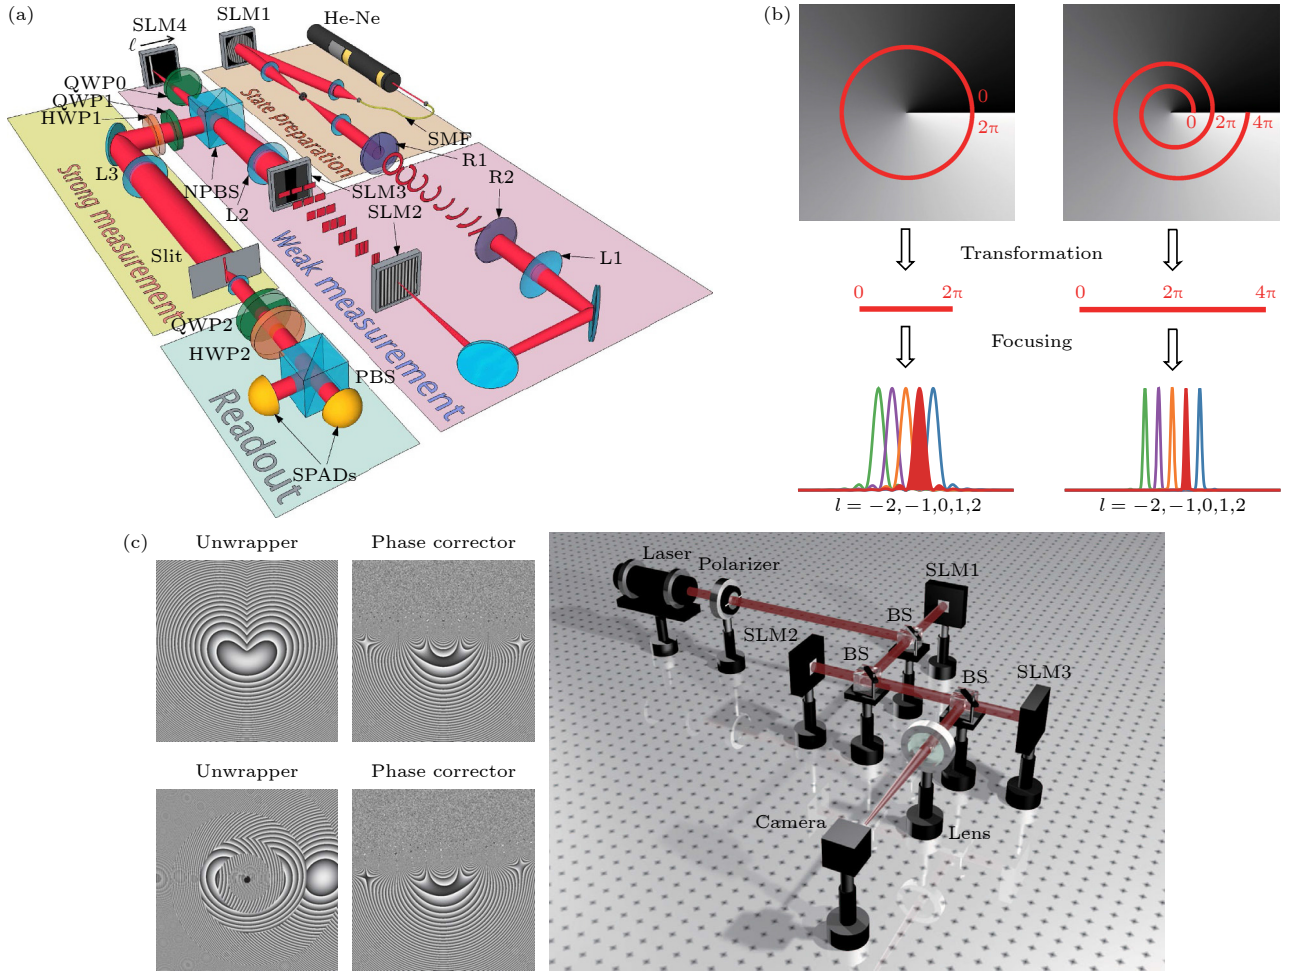 (a)
SLM4
ℓ
SLM1
He-Ne
QWP0
QWP1
HWP1
State preparation
SMF
R1
R2
L3
NPBS
L2
SLM3
SLM2
Strong measurement
Weak measurement
L1
Slit
QWP2
HWP2
PBS
Readout
SPADs
(b)
0
2π
0 2π 4π
Transformation
0 2π
0 2π 4π
Focusing
l = −2,−1,0,1,2
l = −2,−1,0,1,2
(c)
Unwrapper
Phase corrector
Unwrapper
Phase corrector
Laser
Polarizer
SLM1
BS
SLM2
BS
BS
SLM3
Camera
Lens